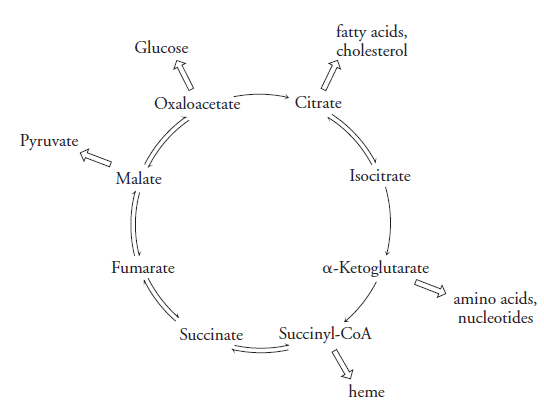 fatty acids,
cholesterol
Glucose
Oxaloacetate
Citrate
Pyruvate
Malate
Isocitrate
Fumarate
α-Ketoglutarate
amino acids,
nucleotides
Succinate
Succinyl-CoA
heme